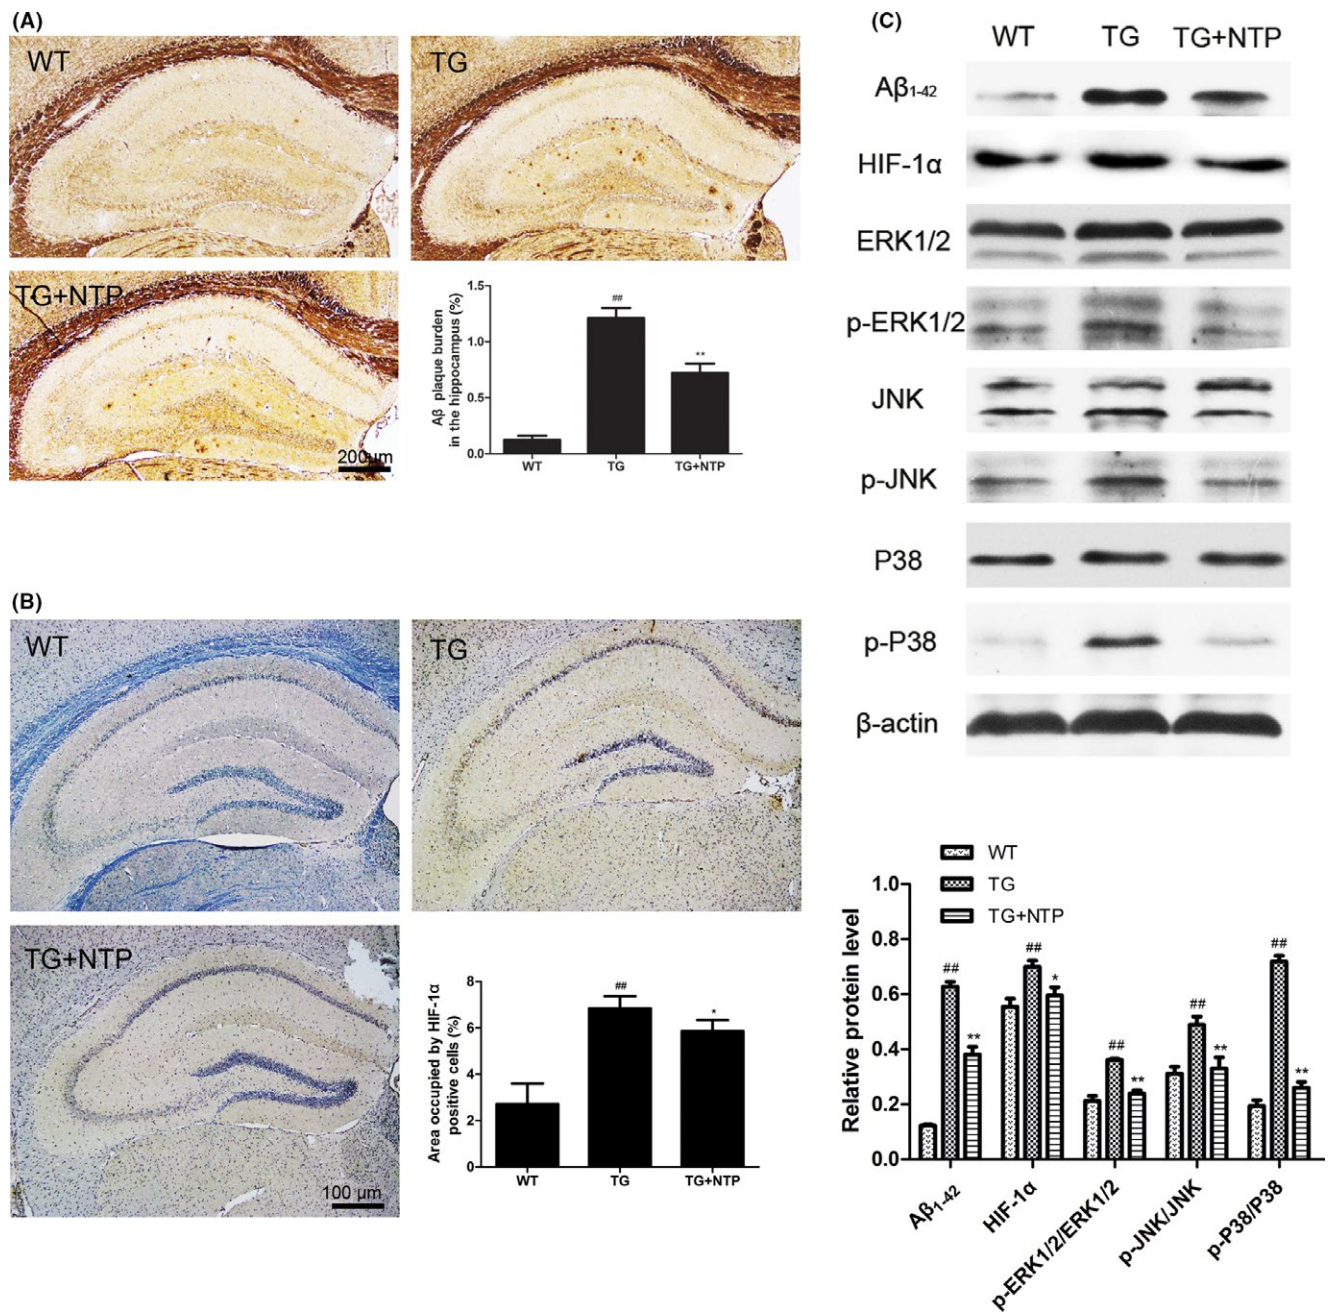 (A)
WT
TG
TG+NTP
200μm
Aβ plaque burden
in the hippocampus (%)
1.5
1.0
0.5
0.0
##
**
WT TG TG+NTP
(B)
WT
TG
TG+NTP
100 μm
Area occupied by HIF-1α
positive cells (%)
8
6
4
2
0
##
*
WT TG TG+NTP
(C)
WT TG TG+NTP
Aβ1-42
HIF-1α
ERK1/2
p-ERK1/2
JNK
p-JNK
P38
p-P38
β-actin
WT
TG
TG+NTP
Relative protein level
1.0
0.8
0.6
0.4
0.2
0.0
## ** ## * ## ** ## ** ## **
Aβ1-42
HIF-1α
p-ERK1/2/ERK1/2
p-JNK/JNK
p-P38/P38